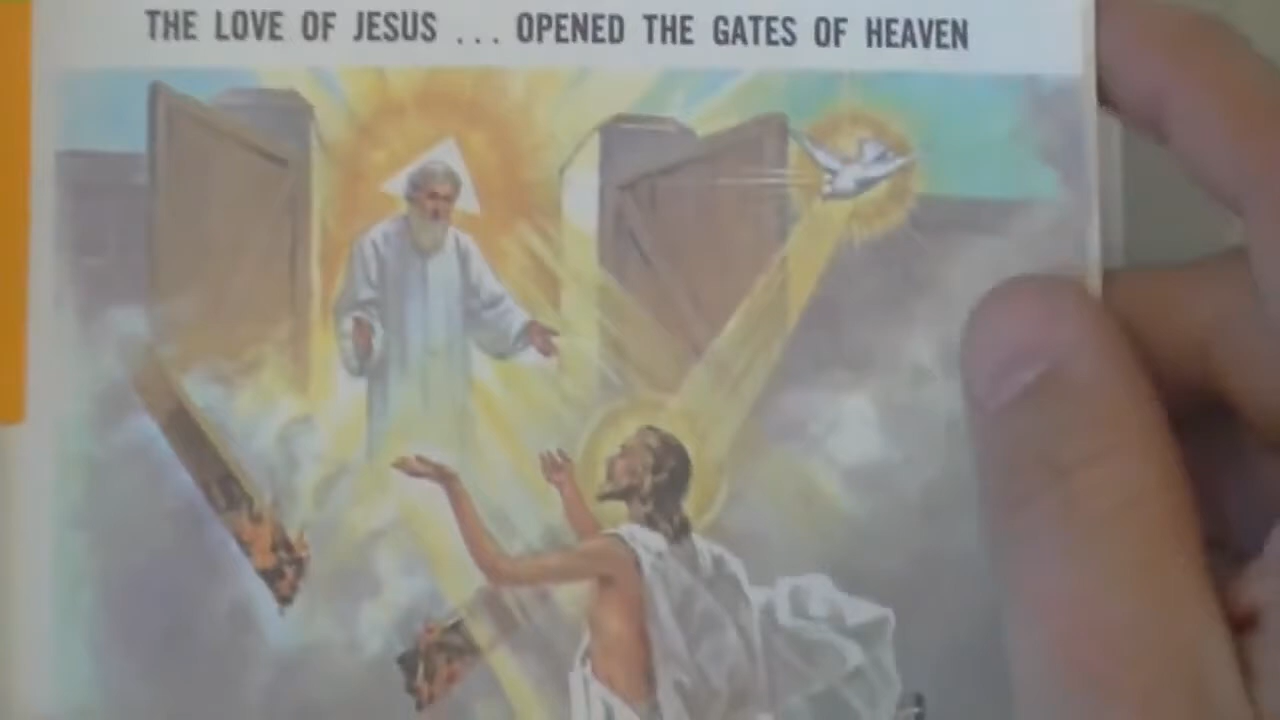 THE LOVE OF JESUS ... OPENED THE GATES OF HEAVEN